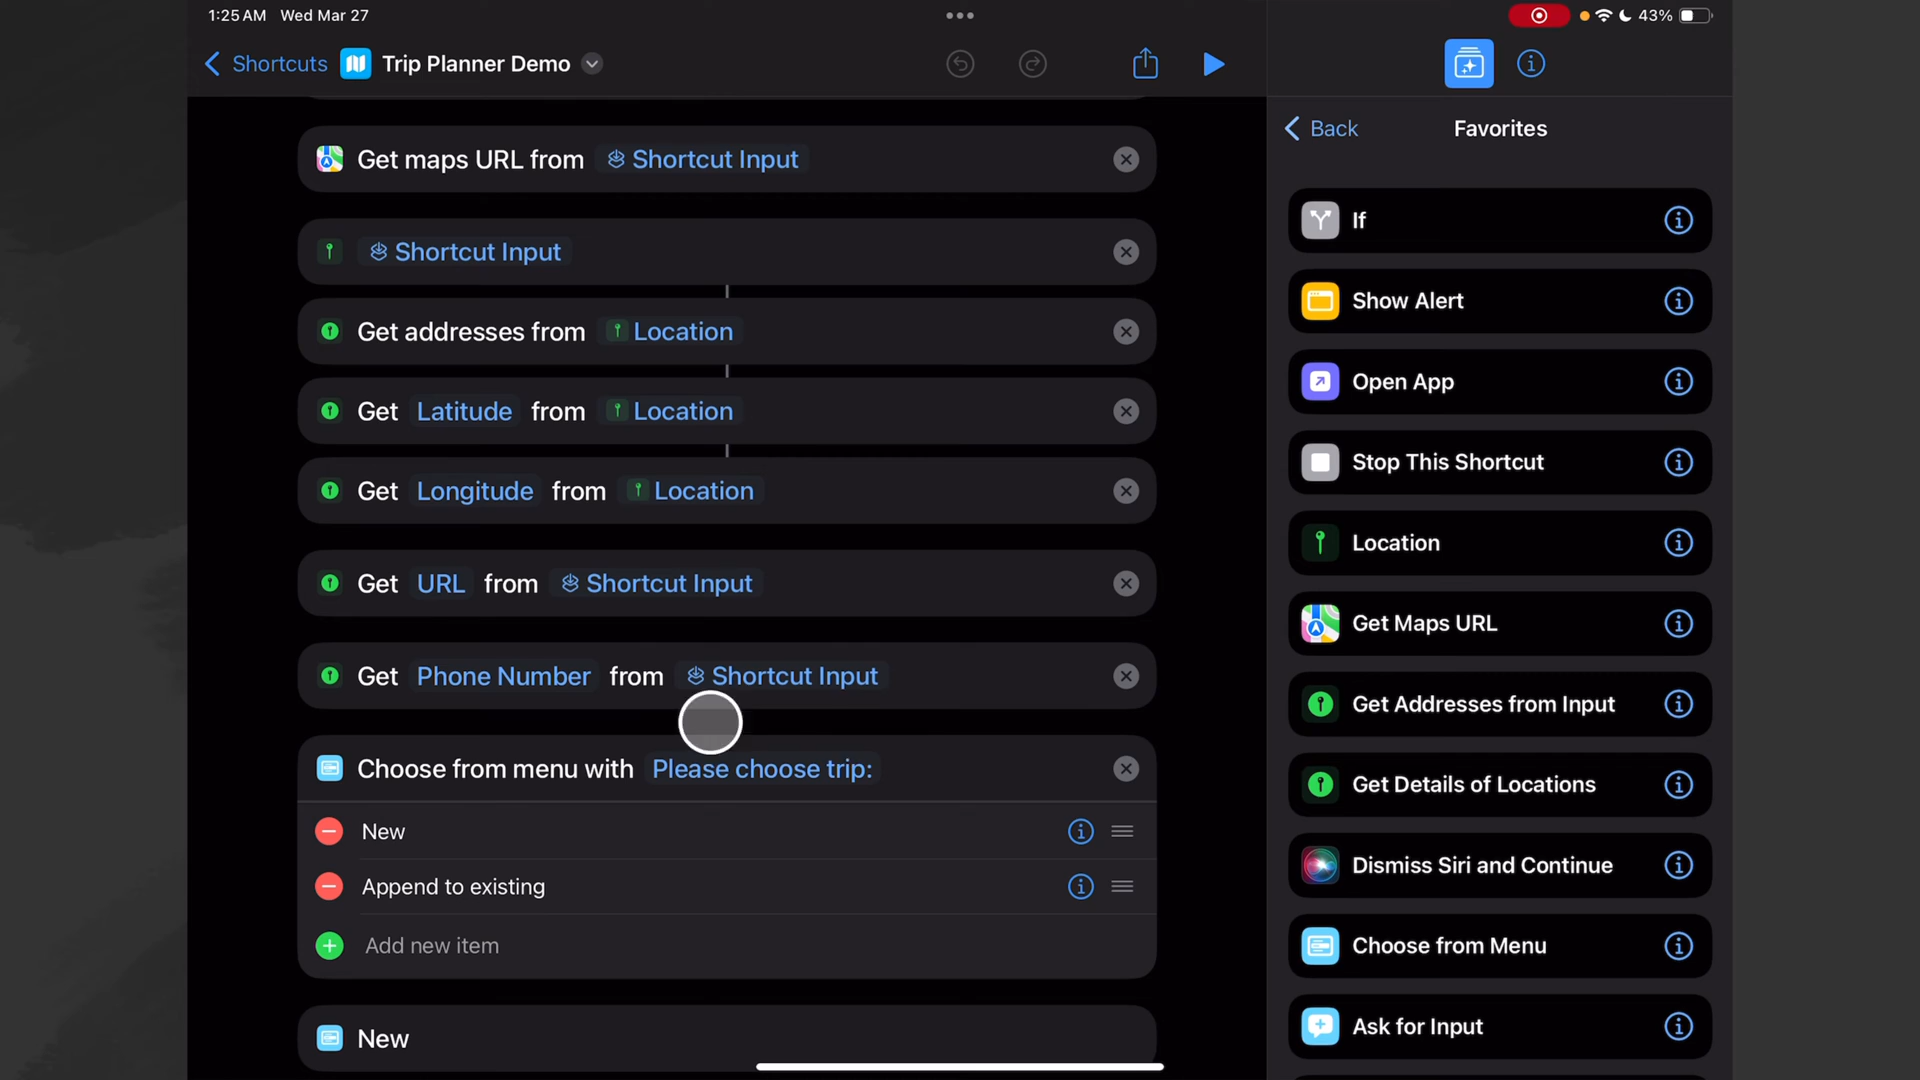 1:25 AM Wed Mar 27
43%
Shortcuts
Trip Planner Demo
Get maps URL from Shortcut Input
Shortcut Input
Get addresses from Location
Get Latitude from Location
Get Longitude from Location
Get URL from Shortcut Input
Get Phone Number from Shortcut Input
Choose from menu with Please choose trip:
New
Append to existing
Add new item
New
Back
Favorites
If
Show Alert
Open App
Stop This Shortcut
Location
Get Maps URL
Get Addresses from Input
Get Details of Locations
Dismiss Siri and Continue
Choose from Menu
Ask for Input